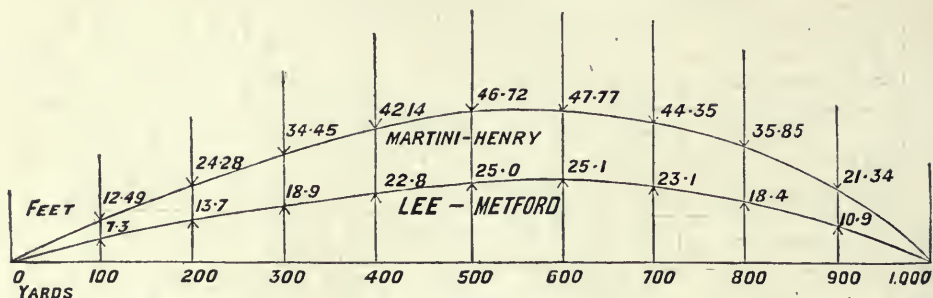 46·72 47·77
42 14 44·35
34·45 MARTINI-HENRY 35·85
24·28
12·49 25·0 25·1 21·34
FEET 18·9 22·8 LEE - METFORD 23·1 18·4
7·3 13·7 10·9
0 100 200 300 400 500 600 700 800 900 1.000
YARDS